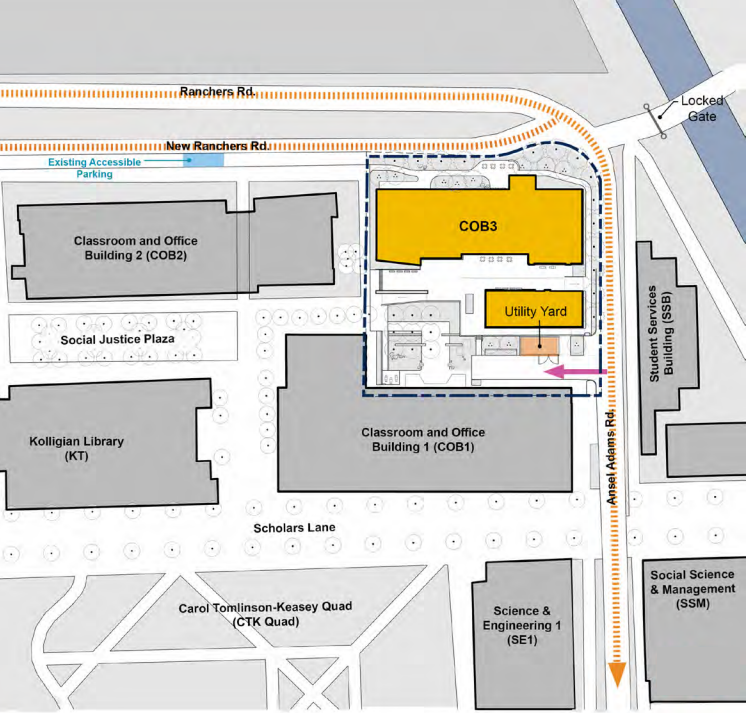 Ranchers Rd.
Locked
Gate
New Ranchers Rd.
Existing Accessible
Parking
COB3
Classroom and Office
Building 2 (COB2)
Utility Yard
Student Services
Building (SSB)
Social Justice Plaza
Ansel Adams Rd.
Kolligian Library
(KT)
Classroom and Office
Building 1 (COB1)
Scholars Lane
Social Science
& Management
(SSM)
Carol Tomlinson-Keasey Quad
(CTK Quad)
Science &
Engineering 1
(SE1)